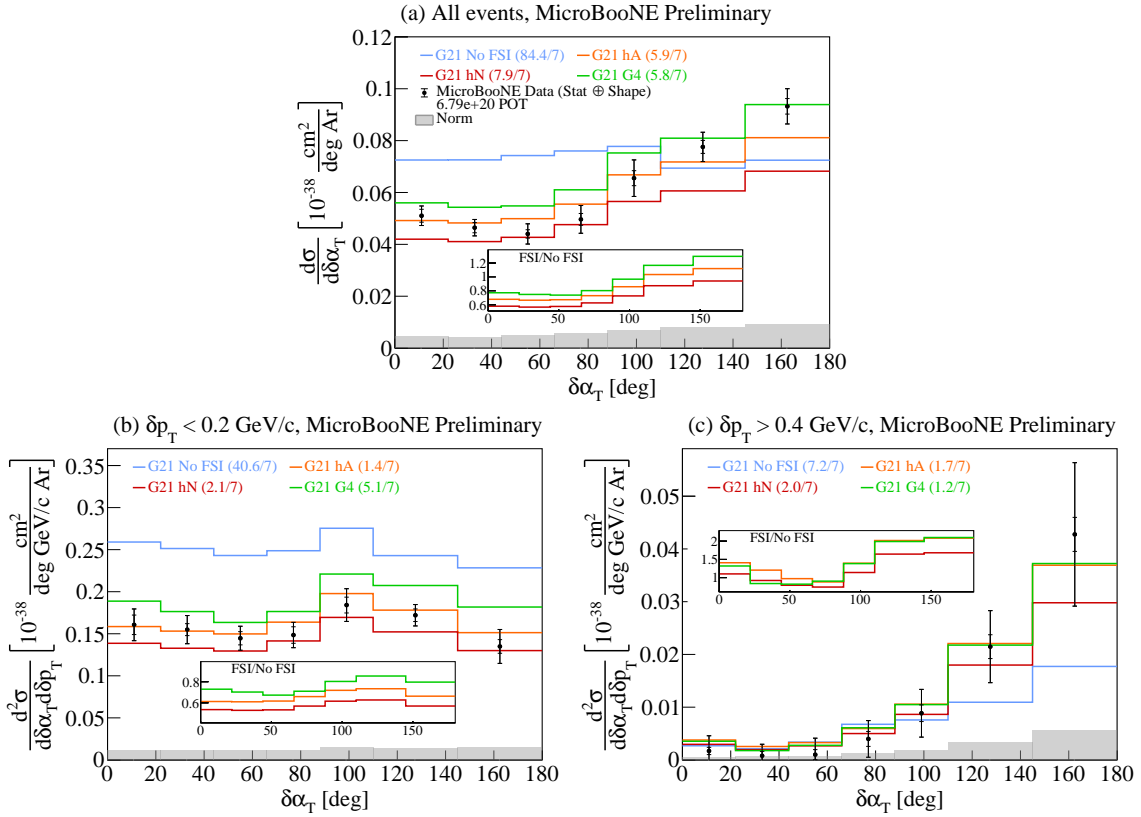 (a) All events, MicroBooNE Preliminary
G21 No FSI (84.4/7) G21 hA (5.9/7)
G21 hN (7.9/7) G21 G4 (5.8/7)
MicroBooNE Data (Stat ⊕ Shape)
6.79e+20 POT
Norm
dσ/dδα_T [10^-38 cm^2/deg Ar]
0.12
0.1
0.08
0.06
0.04
0.02
0
FSI/No FSI
1.2
1
0.8
0.6
0 50 100 150
0 20 40 60 80 100 120 140 160 180
δα_T [deg]
(b) δp_T < 0.2 GeV/c, MicroBooNE Preliminary
G21 No FSI (40.6/7) G21 hA (1.4/7)
G21 hN (2.1/7) G21 G4 (5.1/7)
d^2σ/dδα_T dδp_T [10^-38 cm^2/deg GeV/c Ar]
0.35
0.3
0.25
0.2
0.15
0.1
0.05
0
FSI/No FSI
0.8
0.6
0 50 100 150
0 20 40 60 80 100 120 140 160 180
δα_T [deg]
(c) δp_T > 0.4 GeV/c, MicroBooNE Preliminary
G21 No FSI (7.2/7) G21 hA (1.7/7)
G21 hN (2.0/7) G21 G4 (1.2/7)
d^2σ/dδα_T dδp_T [10^-38 cm^2/deg GeV/c Ar]
0.05
0.04
0.03
0.02
0.01
0
FSI/No FSI
2
1.5
1
0 50 100 150
0 20 40 60 80 100 120 140 160 180
δα_T [deg]